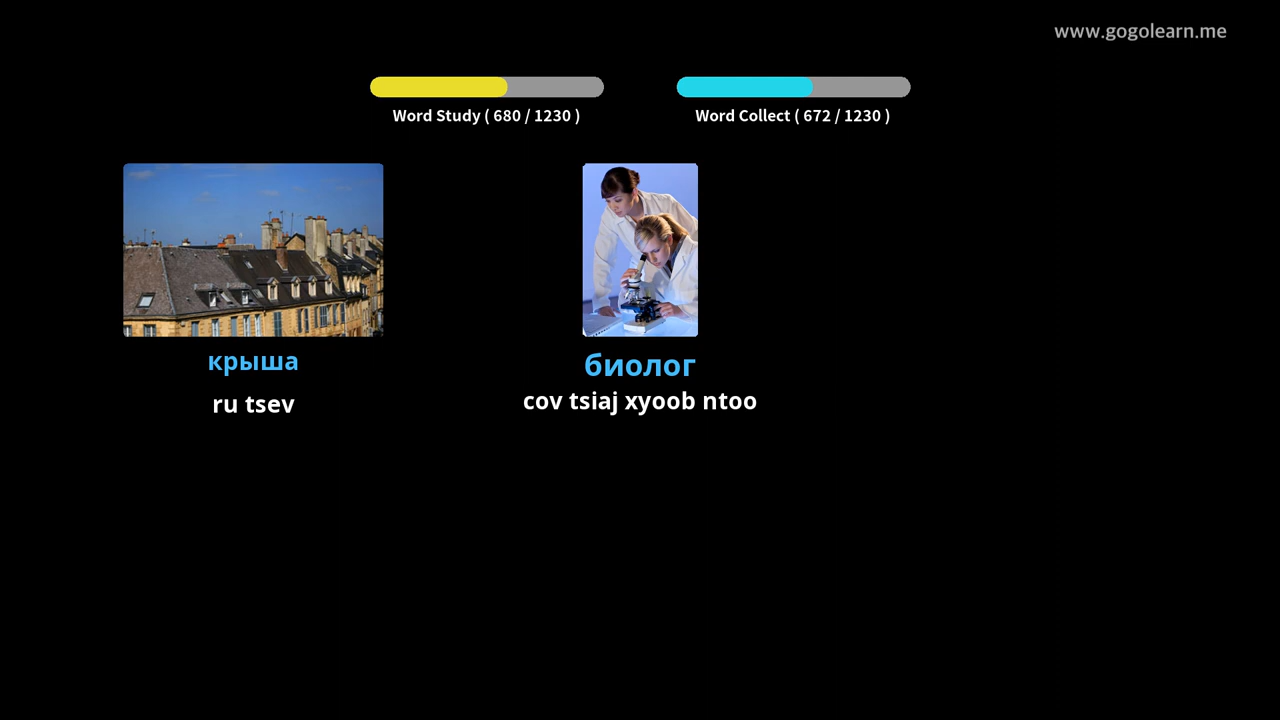 www.gogolearn.me
Word Study ( 680 / 1230 )
Word Collect ( 672 / 1230 )
крыша
ru tsev
биолог
cov tsiaj xyoob ntoo